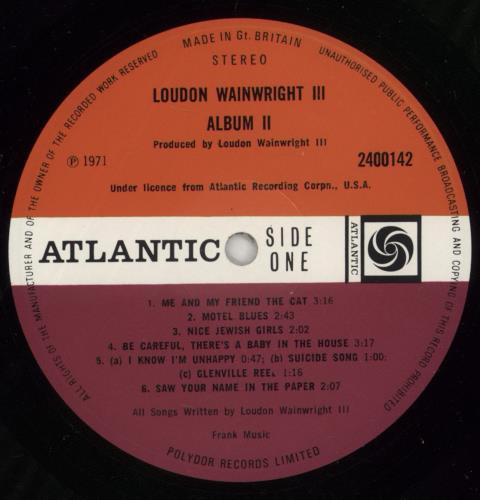 MADE IN Gt. BRITAIN
STEREO
LOUDON WAINWRIGHT III
ALBUM II
Produced by Loudon Wainwright III
℗ 1971
2400142
Under licence from Atlantic Recording Corpn., U.S.A.
ATLANTIC
SIDE
ONE
ATLANTIC
1. ME AND MY FRIEND THE CAT 3:16
2. MOTEL BLUES 2:43
3. NICE JEWISH GIRLS 2:02
4. BE CAREFUL, THERE'S A BABY IN THE HOUSE 3:17
5. (a) I KNOW I'M UNHAPPY 0:47; (b) SUICIDE SONG 1:00;
(c) GLENVILLE REEL 1:16
6. SAW YOUR NAME IN THE PAPER 2:07
All Songs Written by Loudon Wainwright III
Frank Music
POLYDOR RECORDS LIMITED
ALL RIGHTS OF THE MANUFACTURER AND OF THE OWNER OF THE RECORDED WORK RESERVED
UNAUTHORISED PUBLIC PERFORMANCE BROADCASTING AND COPYING OF THIS RECORD PROHIBITED